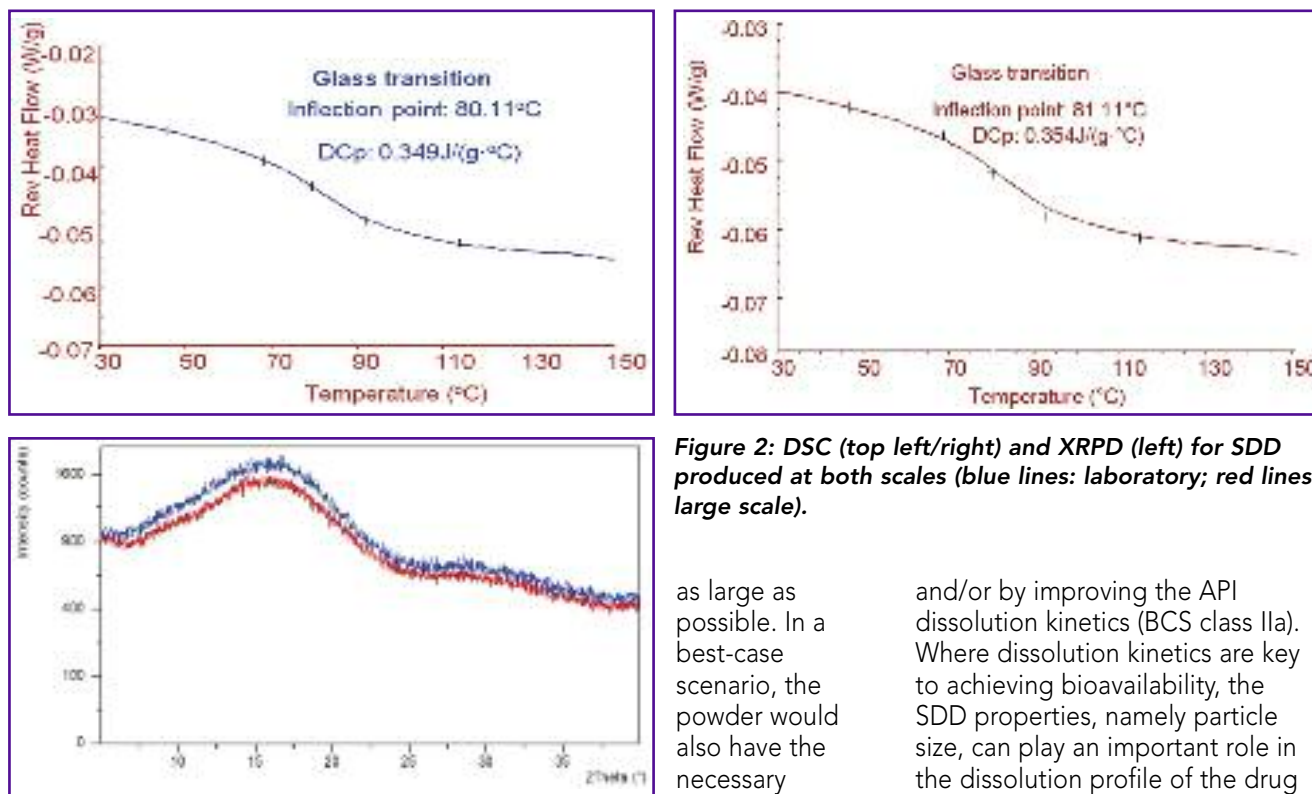 -0.02
-0.03
-0.04
-0.05
-0.06
-0.07
Rev Heat Flow (W/g)
Glass transition
Inflection point: 80.11°C
DCp: 0.349J/(g·°C)
30 50 70 90 110 130 150
Temperature (°C)
-0.03
-0.04
-0.05
-0.06
-0.07
-0.08
Rev Heat Flow (W/g)
Glass transition
Inflection point: 81.11°C
DCp: 0.354J/(g·°C)
30 50 70 90 110 130 150
Temperature (°C)
Intensity (counts)
400
0
10 15 20 25 30 35
2Theta (°)
Figure 2: DSC (top left/right) and XRPD (left) for SDD
produced at both scales (blue lines: laboratory; red lines
large scale).
as large as
possible. In a
best-case
scenario, the
powder would
also have the
necessary
and/or by improving the API
dissolution kinetics (BCS class IIa).
Where dissolution kinetics are key
to achieving bioavailability, the
SDD properties, namely particle
size, can play an important role in
the dissolution profile of the drug